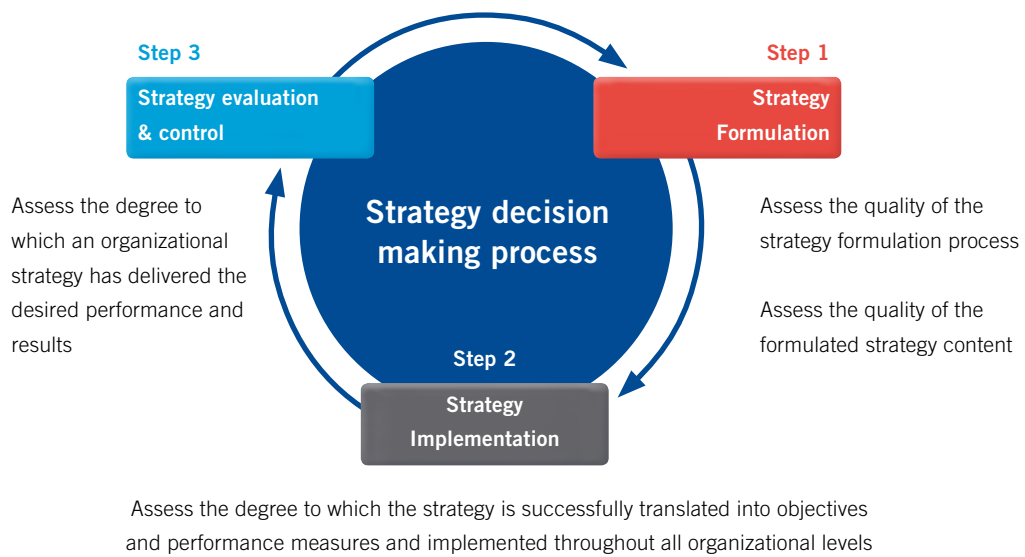 Step 3
Strategy evaluation
& control
Step 1
Strategy
Formulation
Strategy decision
making process
Assess the degree to
which an organizational
strategy has delivered the
desired performance and
results
Assess the quality of the
strategy formulation process
Assess the quality of the
formulated strategy content
Step 2
Strategy
Implementation
Assess the degree to which the strategy is successfully translated into objectives
and performance measures and implemented throughout all organizational levels